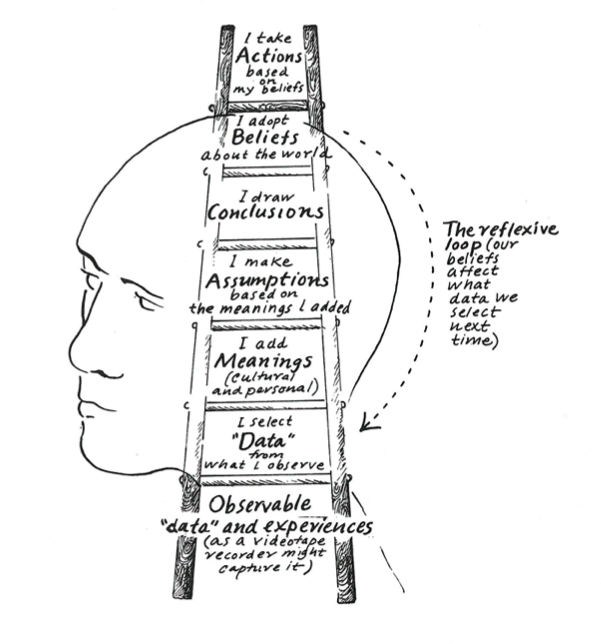 I take
Actions
based
on
my beliefs
I adopt
Beliefs
about the world
I draw
Conclusions
I make
Assumptions
based on
the meanings I added
I add
Meanings
(cultural
and personal)
I select
"Data"
from
what I observe
Observable
"data" and experiences
(as a videotape
recorder might
capture it)
The reflexive
loop (our
beliefs
affect
what
data we
select
next
time)